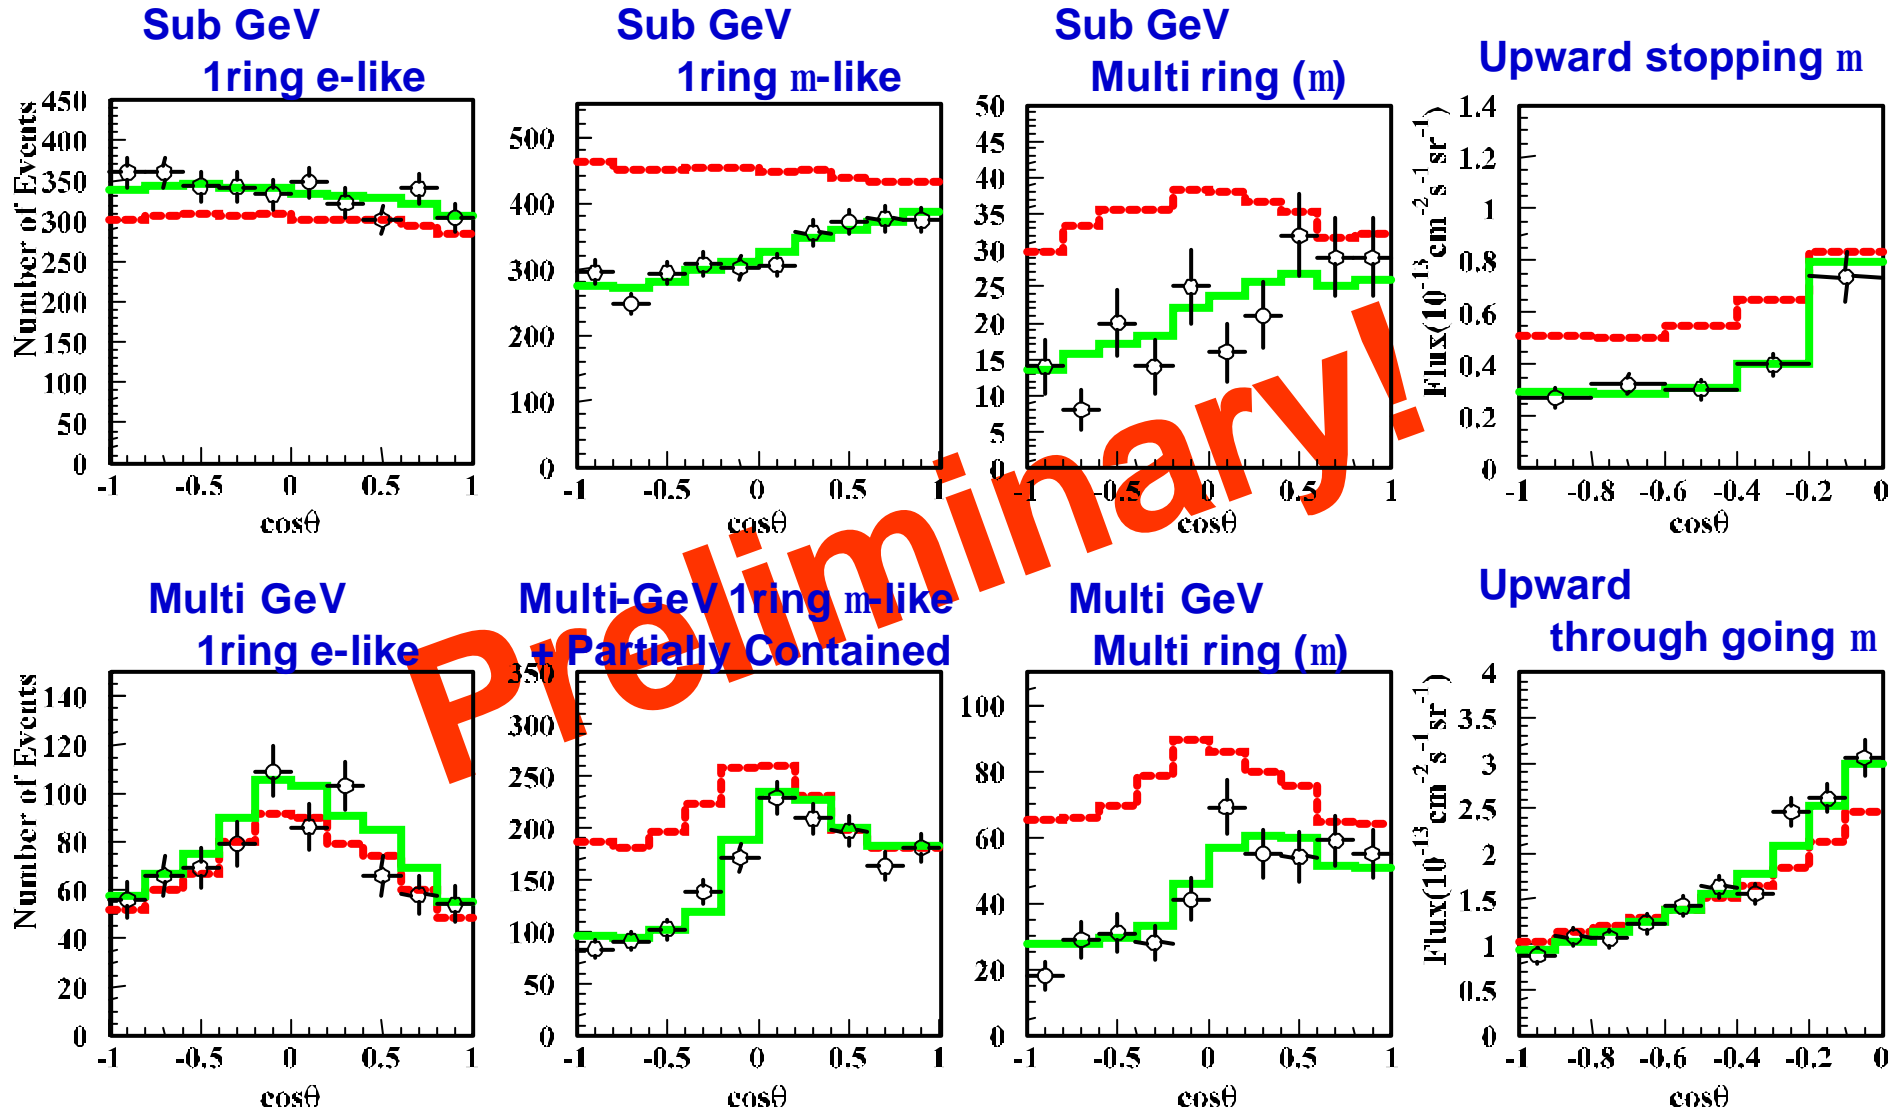 Sub GeV
1ring e-like
450
400
350
300
250
200
150
100
50
0
Number of Events
-1 -0.5 0 0.5 1
cosθ
Sub GeV
1ring m-like
500
400
300
200
100
0
-1 -0.5 0 0.5 1
cosθ
Sub GeV
Multi ring (m)
50
45
40
35
30
25
20
15
10
5
0
-1 -0.5 0 0.5 1
cosθ
Upward stopping m
1.4
1.2
1
0.8
0.6
0.4
0.2
0
Flux(10⁻¹³cm⁻²s⁻¹sr⁻¹)
-1 -0.8 -0.6 -0.4 -0.2 0
cosθ
Preliminary!
Multi GeV
1ring e-like
140
120
100
80
60
40
20
0
Number of Events
-1 -0.5 0 0.5 1
cosθ
Multi-GeV 1ring m-like
+ Partially Contained
350
300
250
200
150
100
50
0
-1 -0.5 0 0.5 1
cosθ
Multi GeV
Multi ring (m)
100
80
60
40
20
0
-1 -0.5 0 0.5 1
cosθ
Upward
through going m
4
3.5
3
2.5
2
1.5
1
0.5
0
Flux(10⁻¹³cm⁻²s⁻¹sr⁻¹)
-1 -0.8 -0.6 -0.4 -0.2 0
cosθ